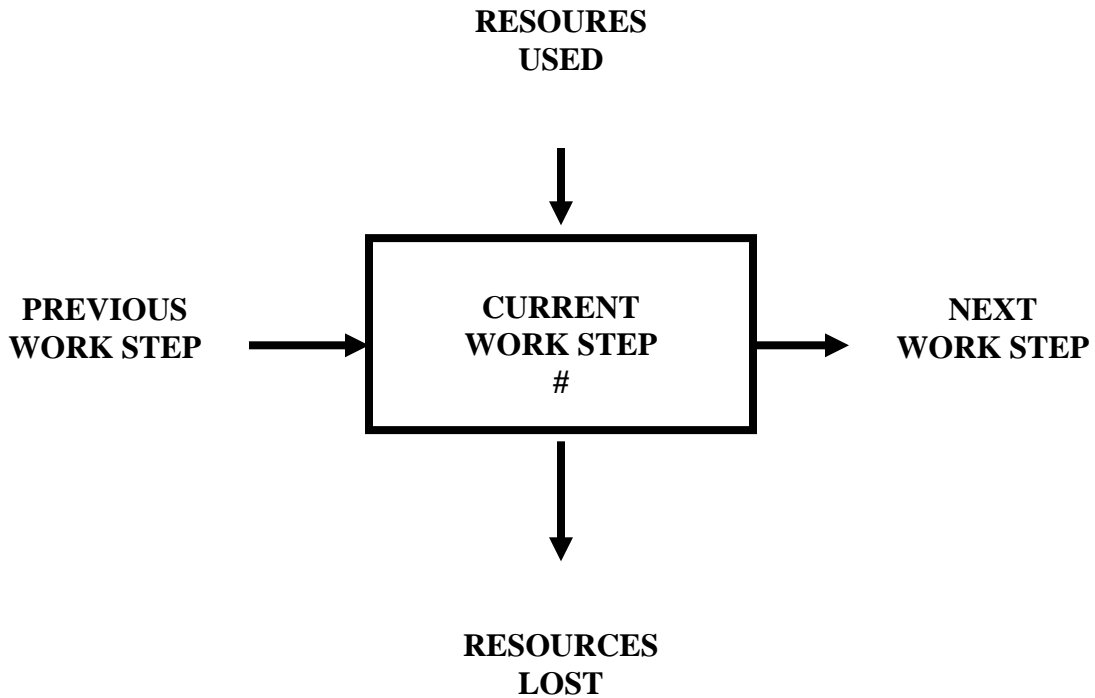 RESOURES
USED
PREVIOUS
WORK STEP
CURRENT
WORK STEP
#
NEXT
WORK STEP
RESOURCES
LOST